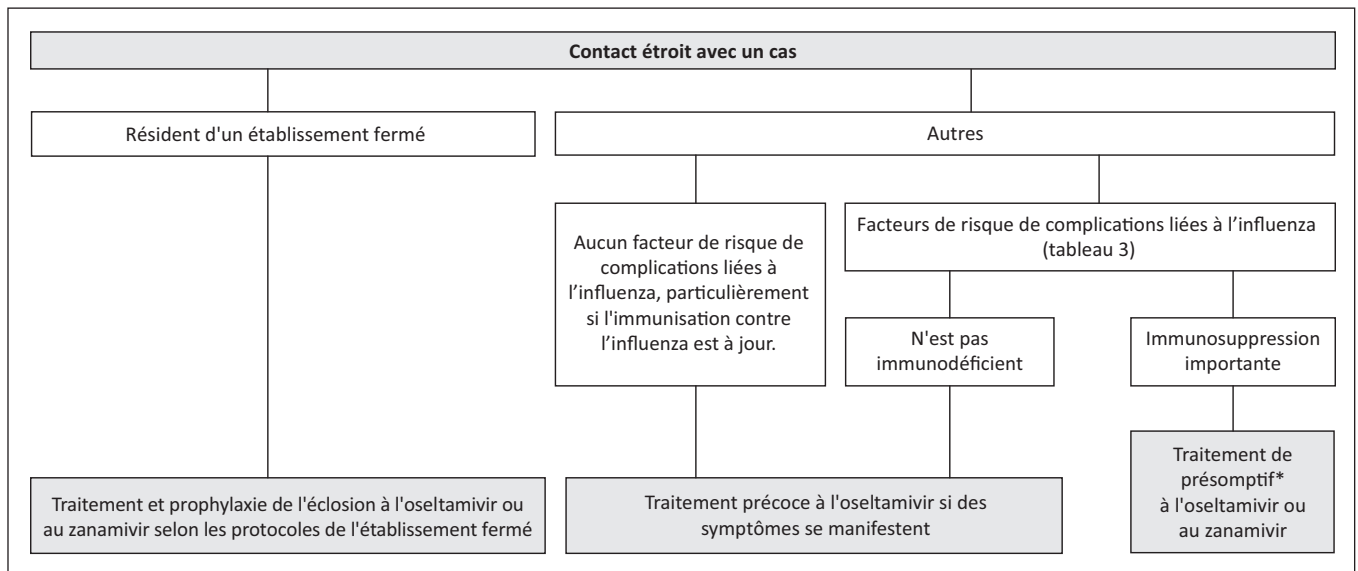 Contact étroit avec un cas
Résident d'un établissement fermé
Autres
Aucun facteur de risque de
complications liées à
l'influenza, particulièrement
si l'immunisation contre
l'influenza est à jour.
Facteurs de risque de complications liées à l'influenza
(tableau 3)
N'est pas
immunodéficient
Immunosuppression
importante
Traitement et prophylaxie de l'éclosion à l'oseltamivir ou
au zanamivir selon les protocoles de l'établissement fermé
Traitement précoce à l'oseltamivir si des
symptômes se manifestent
Traitement de
présomptif*
à l'oseltamivir ou
au zanamivir